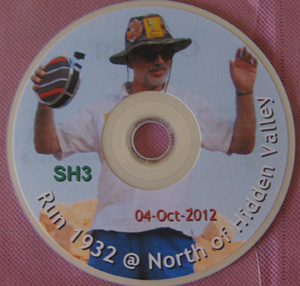 SH3
04-Oct-2012
Run 1932 @ North of Hidden Valley